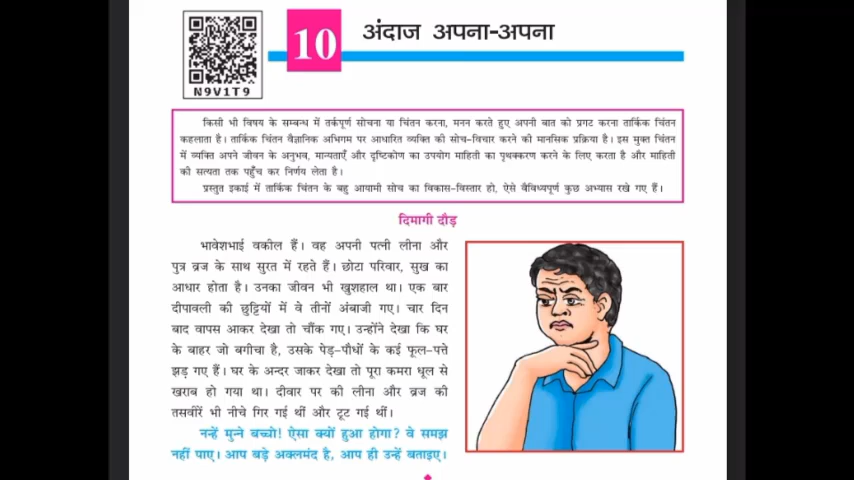 N9V1T9
10
अंदाज अपना-अपना
किसी भी विषय के सम्बन्ध में तर्कपूर्ण सोचना या चिंतन करना, मनन करते हुए अपनी बात को प्रगट करना तार्किक चिंतन
कहलाता है। तार्किक चिंतन वैज्ञानिक अभिगम पर आधारित व्यक्ति की सोच-विचार करने की मानसिक प्रक्रिया है। इस मुक्त चिंतन
में व्यक्ति अपने जीवन के अनुभव, मान्यताएँ और दृष्टिकोण का उपयोग माहिती का पृथक्करण करने के लिए करता है और माहिती
की सत्यता तक पहुँच कर निर्णय लेता है।
प्रस्तुत इकाई में तार्किक चिंतन के बहु आयामी सोच का विकास-विस्तार हो, ऐसे वैविध्यपूर्ण कुछ अभ्यास रखे गए हैं।
दिमागी दौड़
भावेशभाई वकील हैं। वह अपनी पत्नी लीना और
पुत्र व्रज के साथ सुरत में रहते हैं। छोटा परिवार, सुख का
आधार होता है। उनका जीवन भी खुशहाल था। एक बार
दीपावली की छुट्टियों में वे तीनों अंबाजी गए। चार दिन
बाद वापस आकर देखा तो चौंक गए। उन्होंने देखा कि घर
के बाहर जो बगीचा है, उसके पेड़-पौधों के कई फूल-पत्ते
झड़ गए हैं। घर के अन्दर जाकर देखा तो पूरा कमरा धूल से
खराब हो गया था। दीवार पर की लीना और व्रज की
तसवीरें भी नीचे गिर गई थीं और टूट गई थीं।
नन्हें मुन्ने बच्चो! ऐसा क्यों हुआ होगा? वे समझ
नहीं पाए। आप बड़े अक्लमंद है, आप ही उन्हें बताइए।